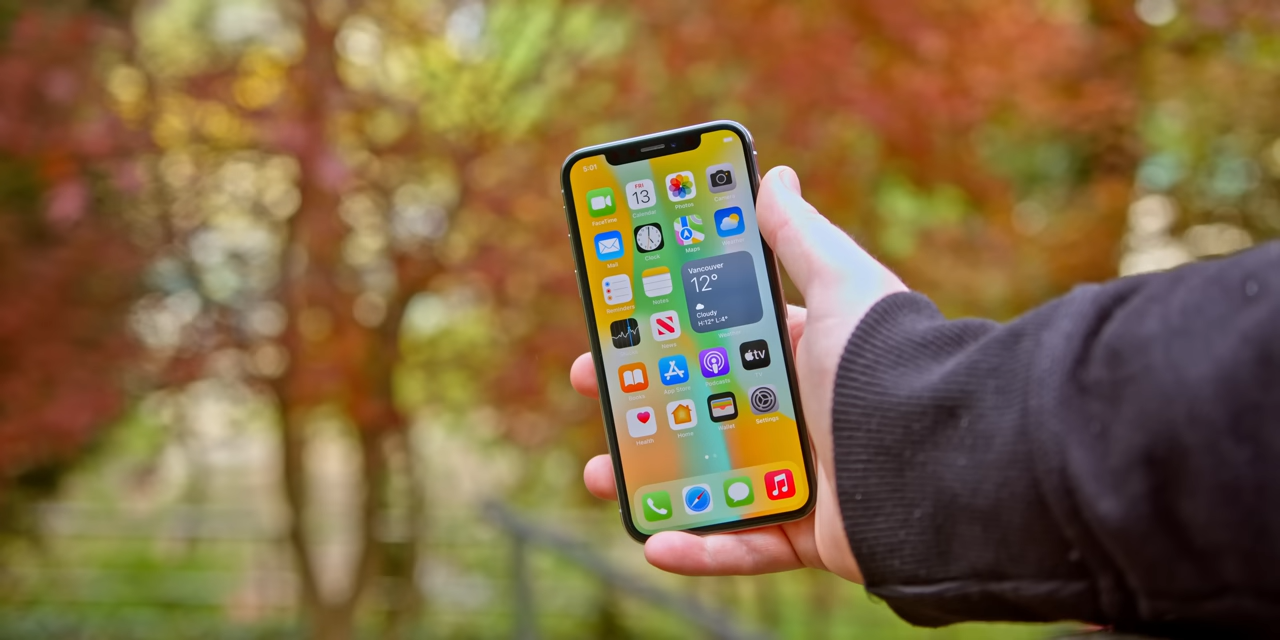 5:01
FRI
13
FaceTime
Calendar
Photos
Camera
Mail
Clock
Maps
Weather
Reminders
Notes
Vancouver
12°
Cloudy
H:12° L:4°
Weather
News
Books
App Store
Podcasts
tv
Health
Home
Wallet
Settings